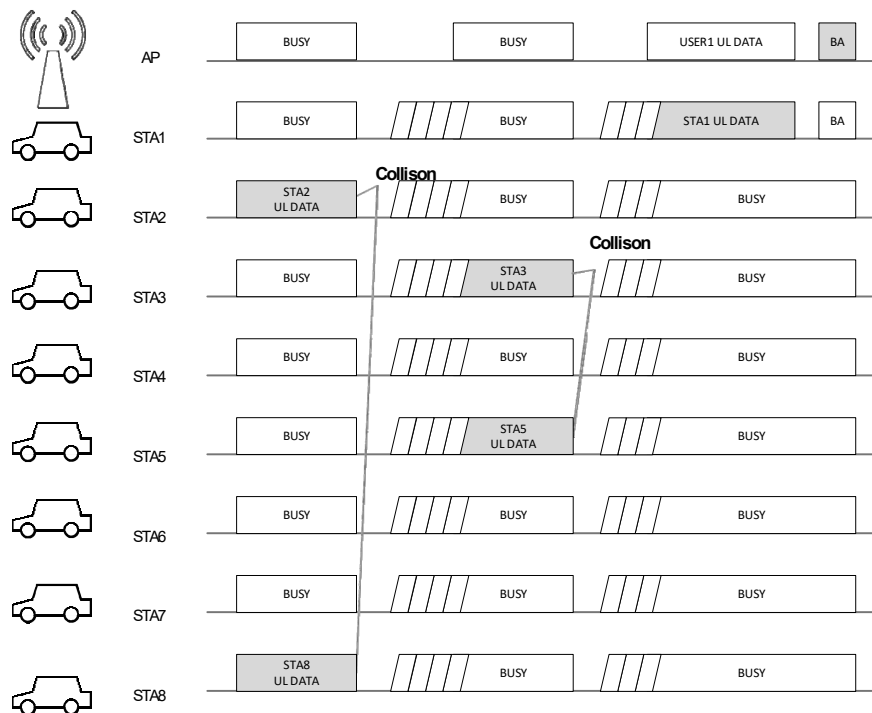 BUSY BUSY USER1 UL DATA BA
AP
BUSY BUSY STA1 UL DATA BA
STA1
Collison
STA2
UL DATA BUSY BUSY
STA2
Collison
BUSY STA3
UL DATA BUSY
STA3
BUSY BUSY BUSY
STA4
BUSY STA5
UL DATA BUSY
STA5
BUSY BUSY BUSY
STA6
BUSY BUSY BUSY
STA7
STA8
UL DATA BUSY BUSY
STA8